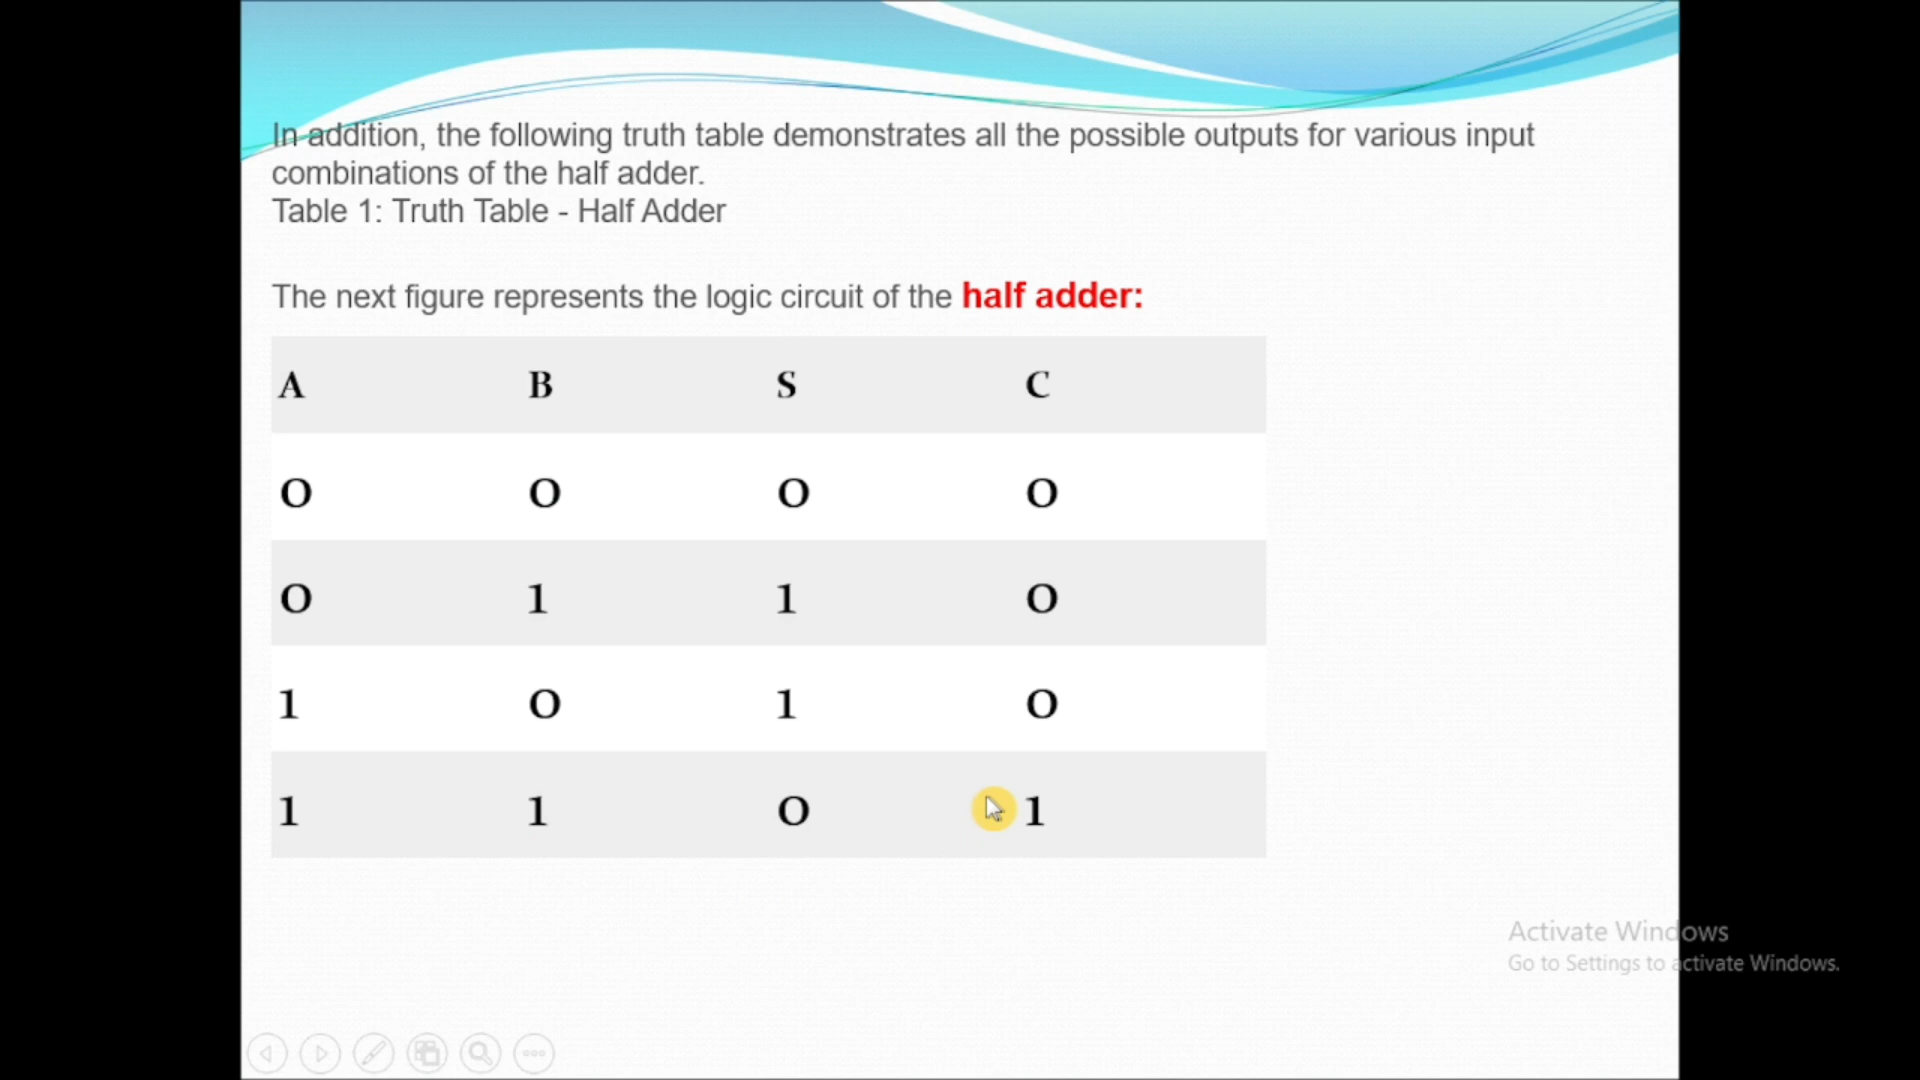 In addition, the following truth table demonstrates all the possible outputs for various input
combinations of the half adder.
Table 1: Truth Table - Half Adder
The next figure represents the logic circuit of the half adder:
A B S C
0 0 0 0
0 1 1 0
1 0 1 0
1 1 0 1
Activate Windows
Go to Settings to activate Windows.